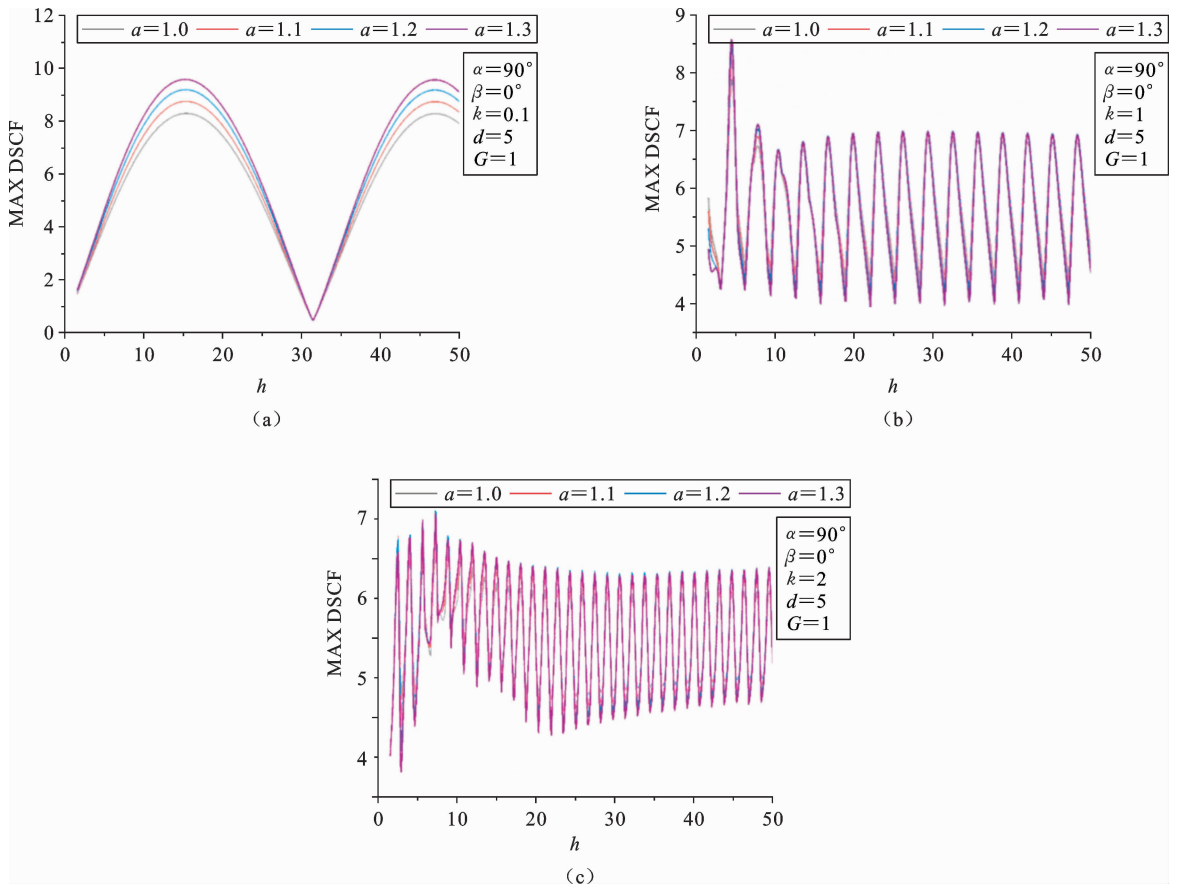 12
10
8
6
4
2
0
MAX DSCF
a=1.0 a=1.1 a=1.2 a=1.3
α=90°
β=0°
k=0.1
d=5
G=1
0 10 20 30 40 50
h
(a)
9
8
7
6
5
4
MAX DSCF
a=1.0 a=1.1 a=1.2 a=1.3
α=90°
β=0°
k=1
d=5
G=1
0 10 20 30 40 50
h
(b)
7
6
5
4
MAX DSCF
a=1.0 a=1.1 a=1.2 a=1.3
α=90°
β=0°
k=2
d=5
G=1
0 10 20 30 40 50
h
(c)